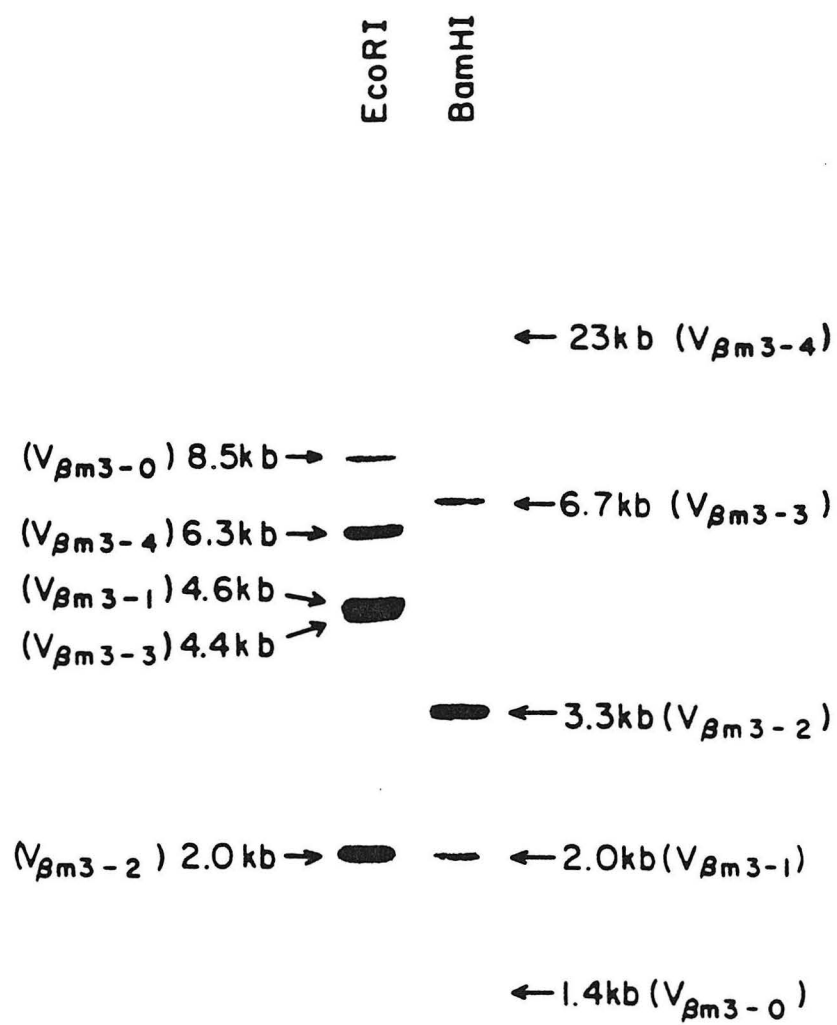 EcoRI
BamHI
← 23kb (Vβm3-4)
(Vβm3-0) 8.5kb→
←6.7kb (Vβm3-3)
(Vβm3-4) 6.3kb→
(Vβm3-1) 4.6kb→
(Vβm3-3) 4.4kb→
←3.3kb (Vβm3-2)
(Vβm3-2) 2.0kb→
←2.0kb (Vβm3-1)
←1.4kb (Vβm3-0)